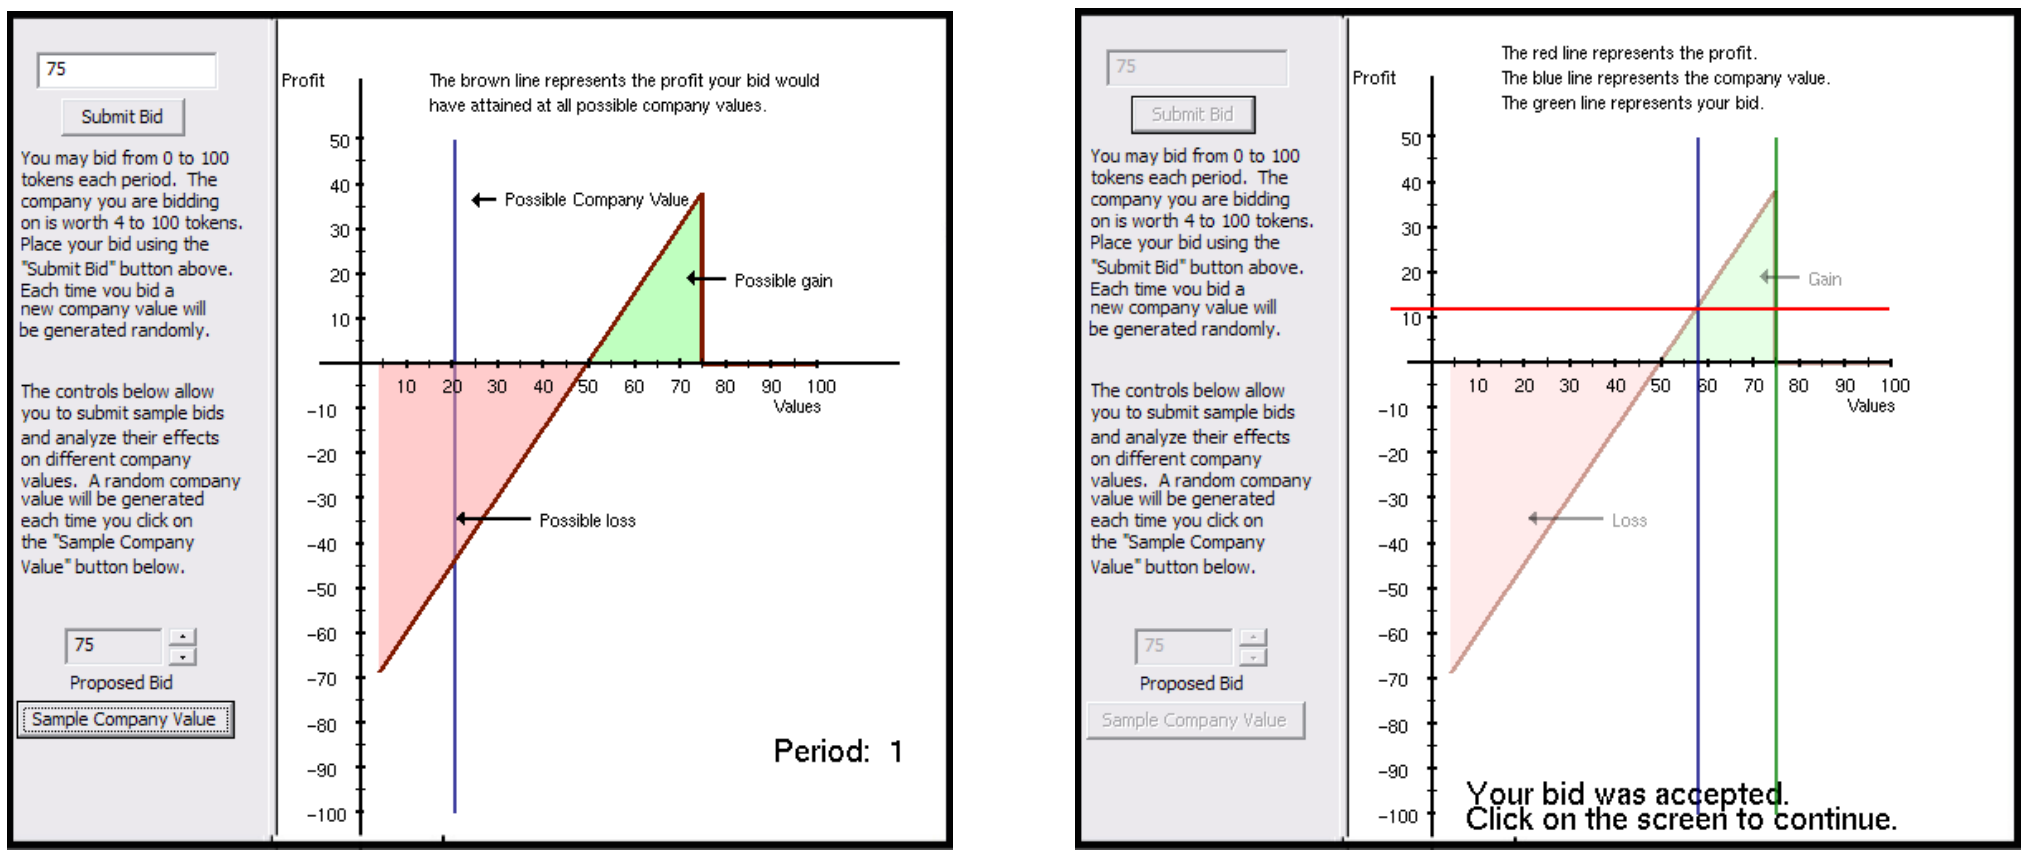 75
Submit Bid
You may bid from 0 to 100
tokens each period. The
company you are bidding
on is worth 4 to 100 tokens.
Place your bid using the
"Submit Bid" button above.
Each time you bid a
new company value will
be generated randomly.
The controls below allow
you to submit sample bids
and analyze their effects
on different company
values. A random company
value will be generated
each time you click on
the "Sample Company
Value" button below.
75
Proposed Bid
Sample Company Value
Profit
The brown line represents the profit your bid would
have attained at all possible company values.
50
40
30
20
10
Possible Company Value
Possible gain
10 20 30 40 50 60 70 80 90 100
Values
-10
-20
-30
-40
-50
-60
-70
-80
-90
-100
Possible loss
Period: 1
75
Submit Bid
You may bid from 0 to 100
tokens each period. The
company you are bidding
on is worth 4 to 100 tokens.
Place your bid using the
"Submit Bid" button above.
Each time you bid a
new company value will
be generated randomly.
The controls below allow
you to submit sample bids
and analyze their effects
on different company
values. A random company
value will be generated
each time you click on
the "Sample Company
Value" button below.
75
Proposed Bid
Sample Company Value
Profit
The red line represents the profit.
The blue line represents the company value.
The green line represents your bid.
50
40
30
20
10
Gain
10 20 30 40 50 60 70 80 90 100
Values
-10
-20
-30
-40
-50
-60
-70
-80
-90
-100
Loss
Your bid was accepted.
Click on the screen to continue.